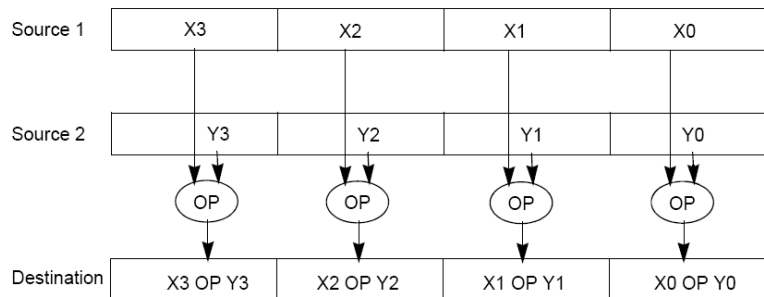 Source 1 X3 X2 X1 X0
Source 2 Y3 Y2 Y1 Y0
OP OP OP OP
Destination X3 OP Y3 X2 OP Y2 X1 OP Y1 X0 OP Y0